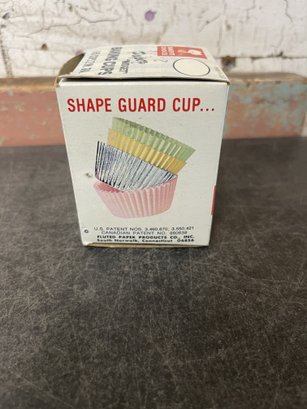 SHAPE GUARD CUP...
U.S. PATENT NOS. 3,460,670; 3,550,421
CANADIAN PATENT NO. 860658
FLUTED PAPER PRODUCTS CO., INC.
South Norwalk, Connecticut 06856